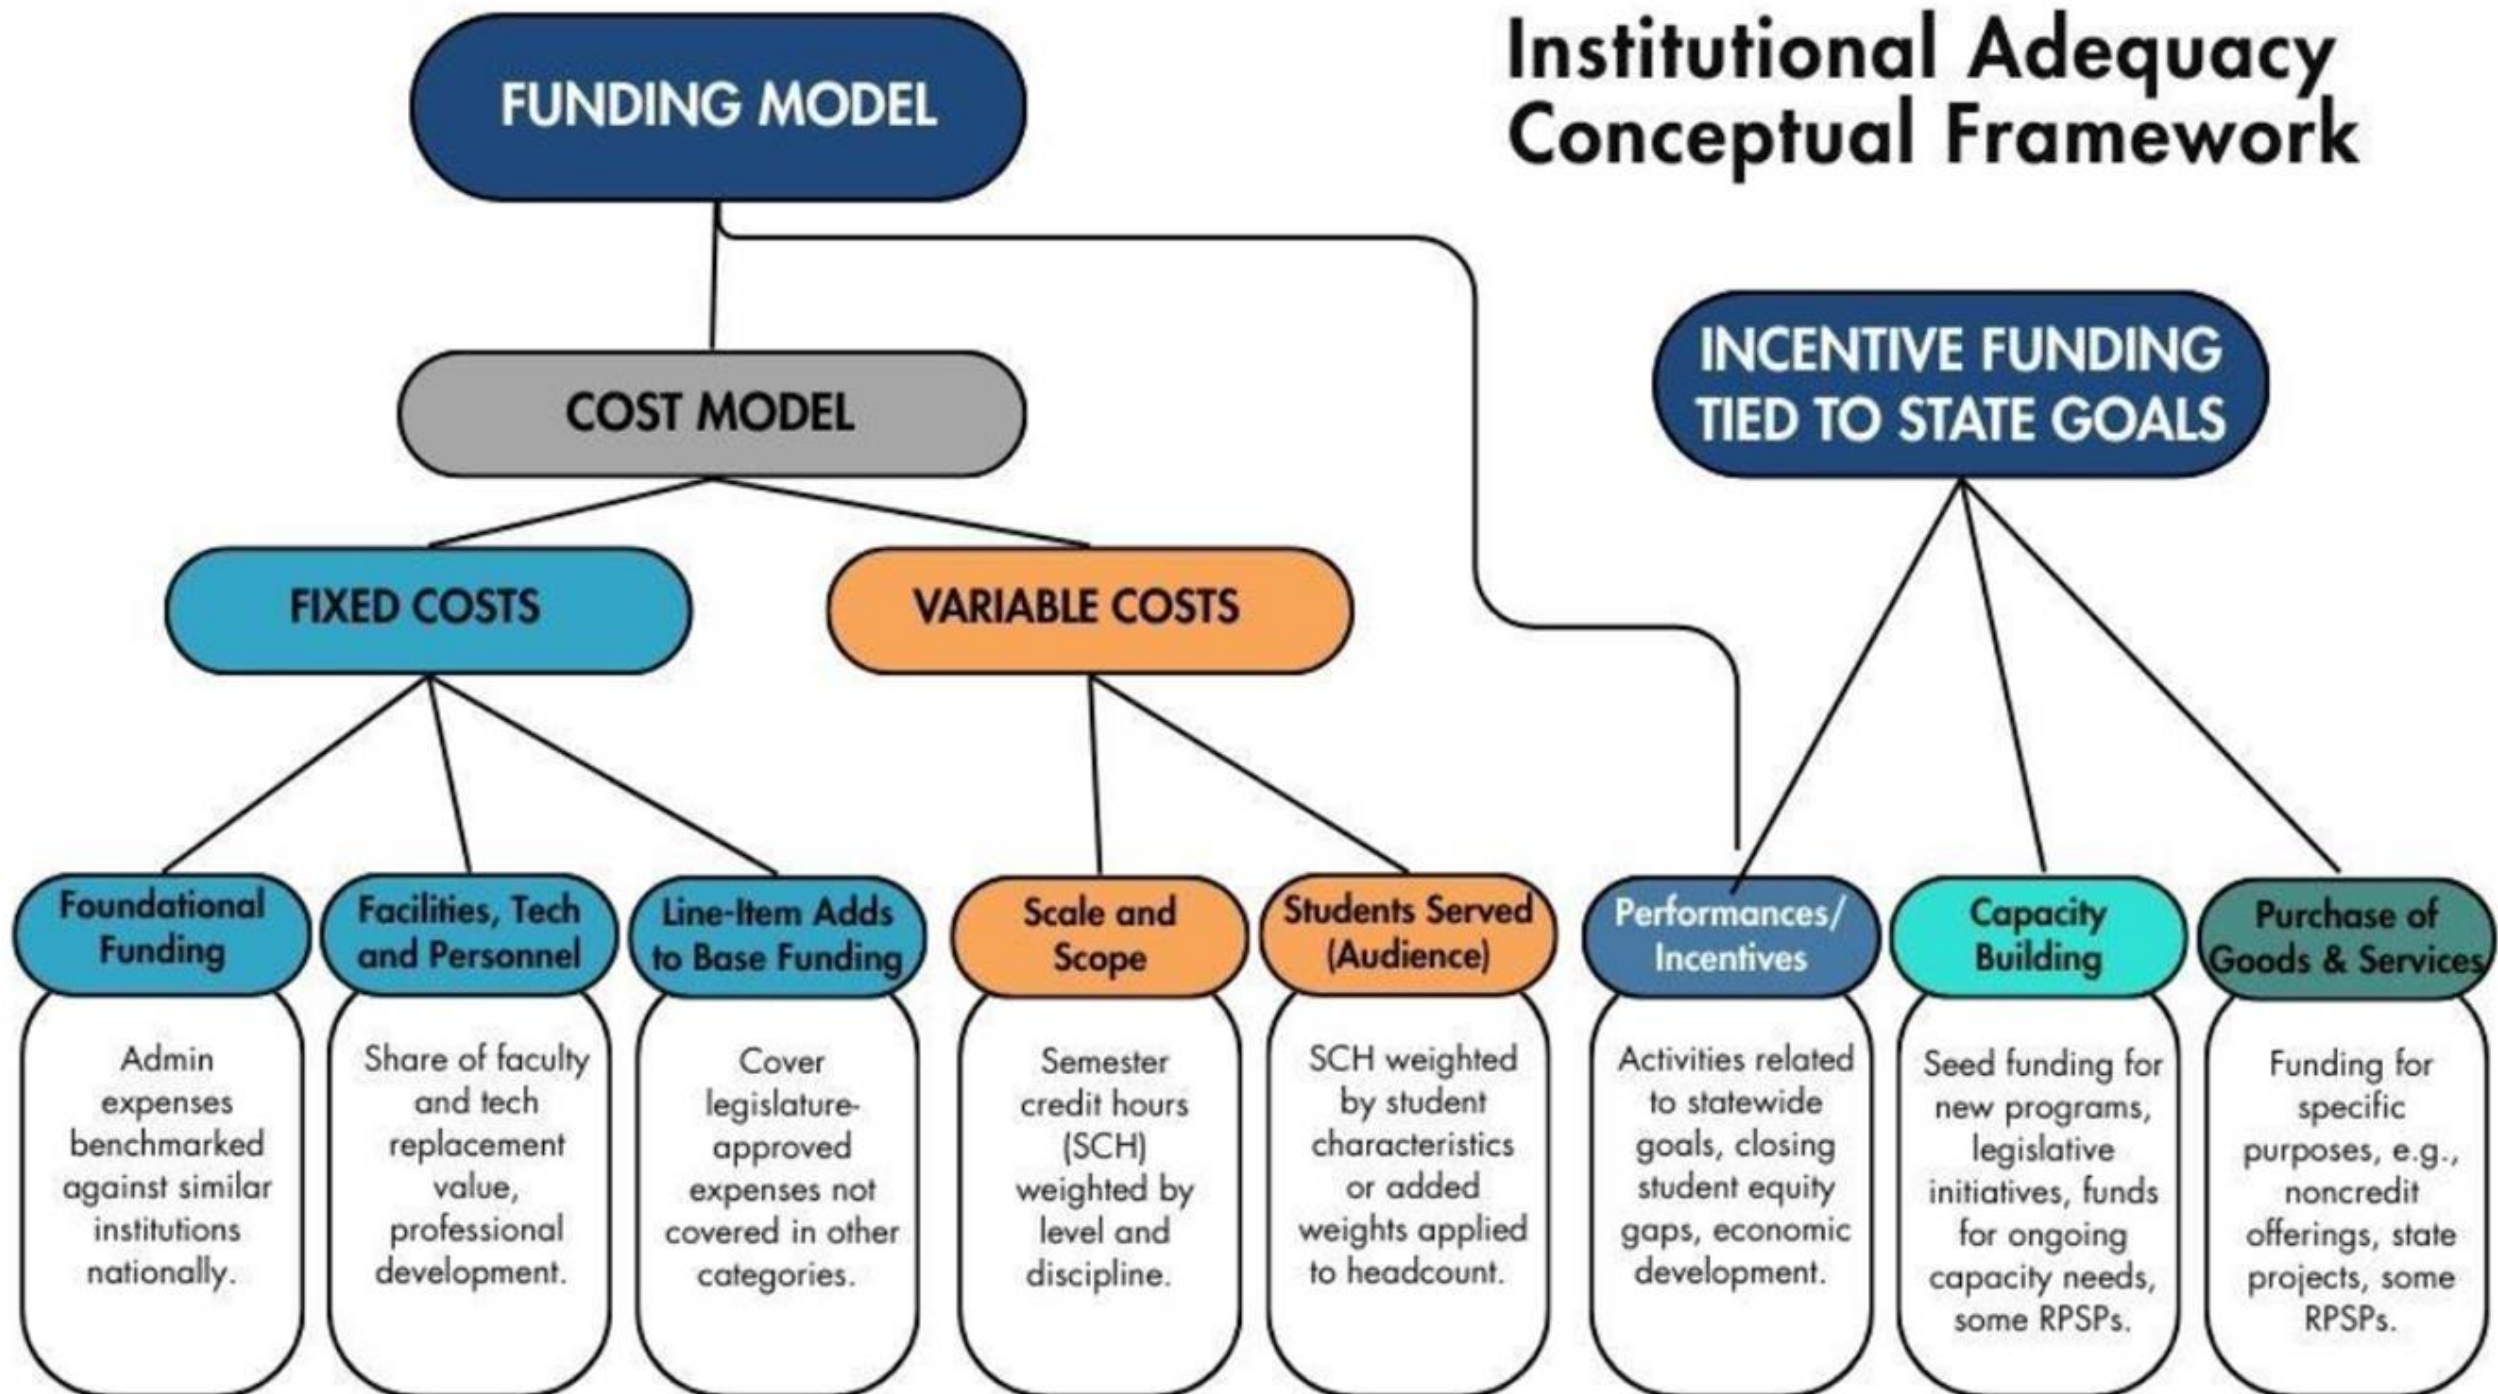 Institutional Adequacy
Conceptual Framework
FUNDING MODEL
INCENTIVE FUNDING
TIED TO STATE GOALS
COST MODEL
FIXED COSTS
VARIABLE COSTS
Foundational
Funding
Admin
expenses
benchmarked
against similar
institutions
nationally.
Facilities, Tech
and Personnel
Share of faculty
and tech
replacement
value,
professional
development.
Line-Item Adds
to Base Funding
Cover
legislature-
approved
expenses not
covered in other
categories.
Scale and
Scope
Semester
credit hours
(SCH)
weighted by
level and
discipline.
Students Served
(Audience)
SCH weighted
by student
characteristics
or added
weights applied
to headcount.
Performances/
Incentives
Activities related
to statewide
goals, closing
student equity
gaps, economic
development.
Capacity
Building
Seed funding for
new programs,
legislative
initiatives, funds
for ongoing
capacity needs,
some RPSPs.
Purchase of
Goods & Services
Funding for
specific
purposes, e.g.,
noncredit
offerings, state
projects, some
RPSPs.